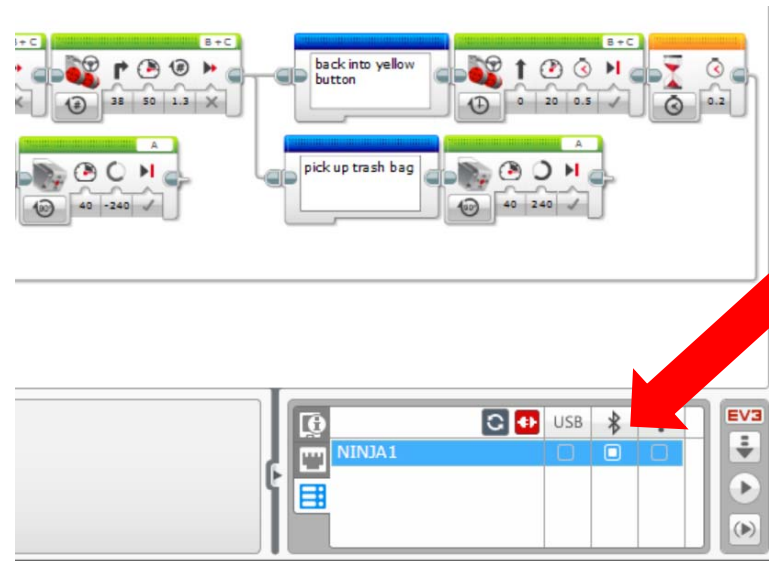 B+C
B+C
B+C
back into yellow
button
38 50 1.3
0 20 0.5
0.2
A
A
pick up trash bag
40 -240
40 240
USB
EV3
NINJA1